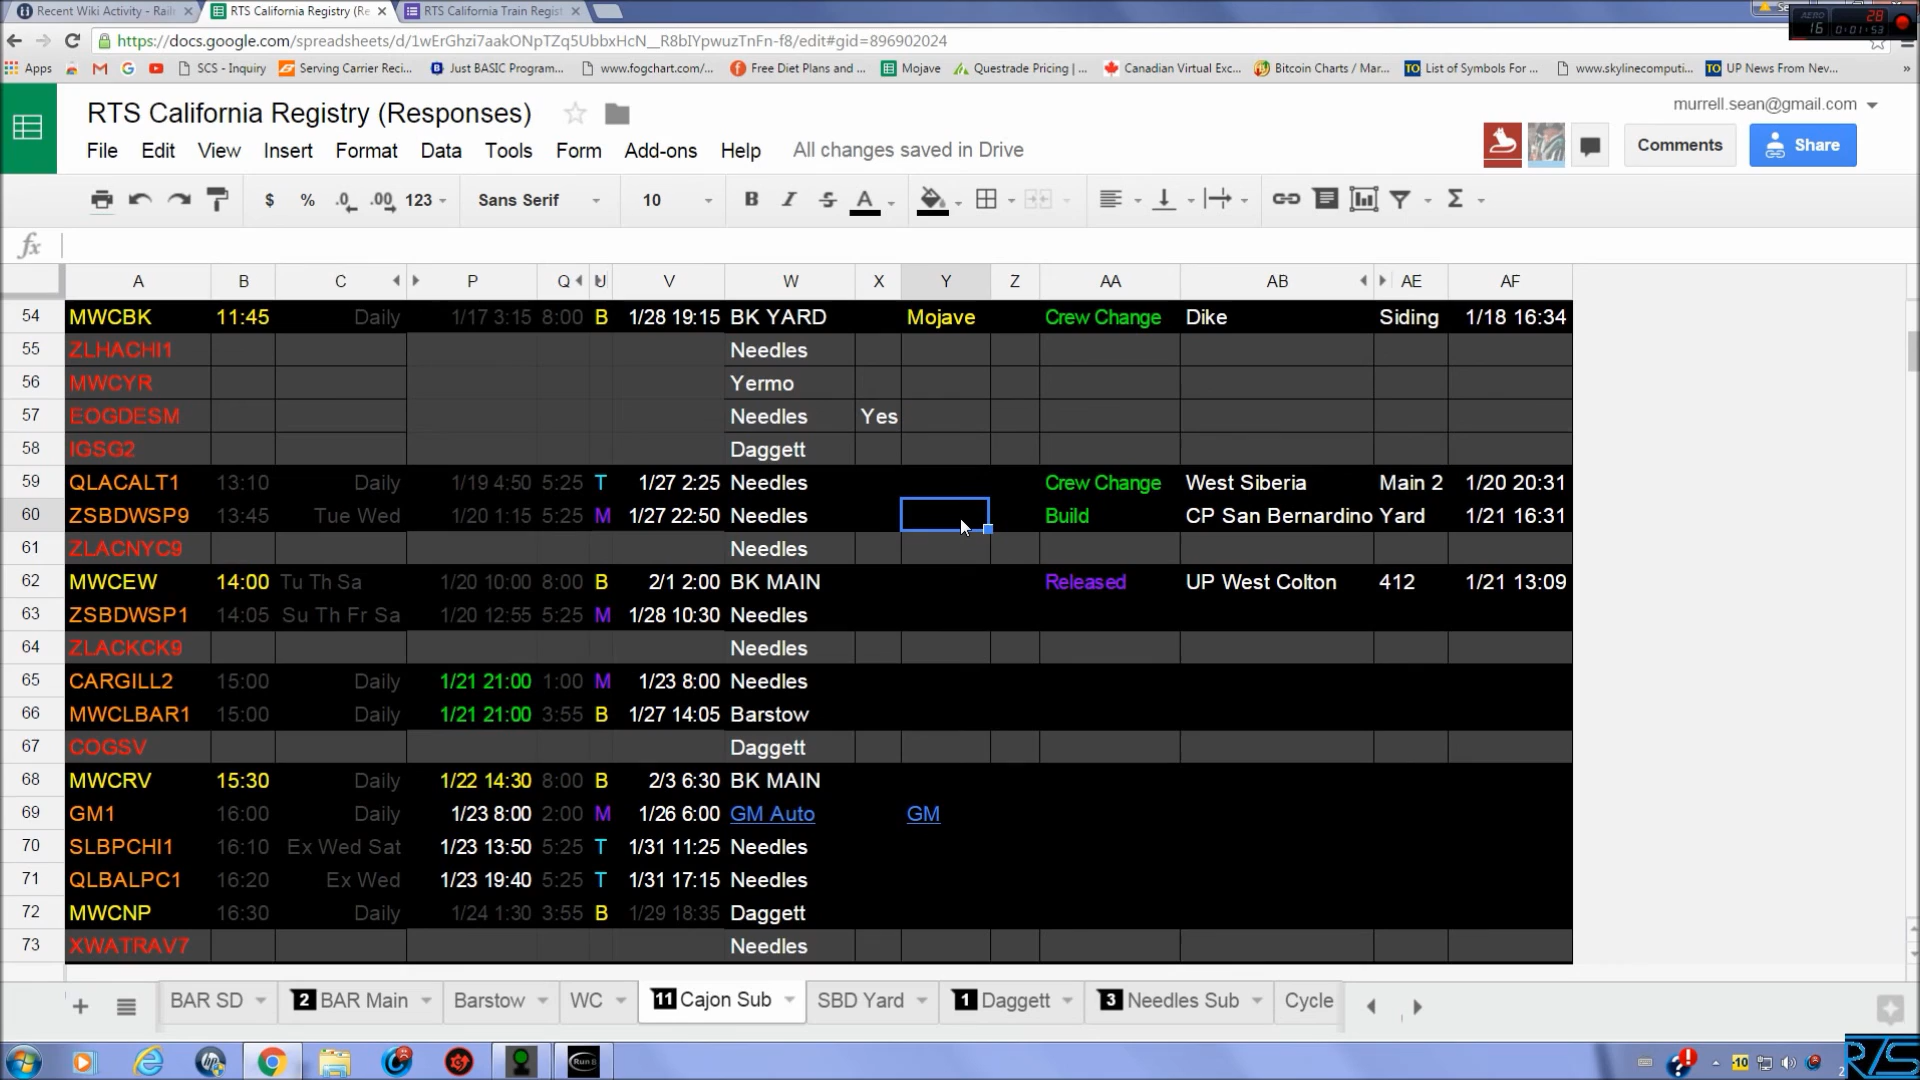 Recent Wiki Activity - Railr × RTS California Registry (Re × RTS California Train Regist ×
https://docs.google.com/spreadsheets/d/1wErGhzi7aakONpTZq5UbbxHcN__R8bIYpwuzTnFn-f8/edit#gid=896902024
28
16 0:01:53
Apps SCS - Inquiry Serving Carrier Reci... Just BASIC Program... www.fogchart.com/... Free Diet Plans and ... Mojave Questrade Pricing | ... Canadian Virtual Exc... Bitcoin Charts / Mar... List of Symbols For ... www.skylinecomputi... UP News From Nev... »
RTS California Registry (Responses)
murrell.sean@gmail.com
File Edit View Insert Format Data Tools Form Add-ons Help All changes saved in Drive
Comments Share
$ % .0 .00 123 Sans Serif 10 B I S A Σ
fx
A B C P Q U V W X Y Z AA AB AE AF
54 MWCBK 11:45 Daily 1/17 3:15 8:00 B 1/28 19:15 BK YARD Mojave Crew Change Dike Siding 1/18 16:34
55 ZLHACHI1 Needles
56 MWCYR Yermo
57 EOGDESM Needles Yes
58 IGSG2 Daggett
59 QLACALT1 13:10 Daily 1/19 4:50 5:25 T 1/27 2:25 Needles Crew Change West Siberia Main 2 1/20 20:31
60 ZSBDWSP9 13:45 Tue Wed 1/20 1:15 5:25 M 1/27 22:50 Needles Build CP San Bernardino Yard 1/21 16:31
61 ZLACNYC9 Needles
62 MWCEW 14:00 Tu Th Sa 1/20 10:00 8:00 B 2/1 2:00 BK MAIN Released UP West Colton 412 1/21 13:09
63 ZSBDWSP1 14:05 Su Th Fr Sa 1/20 12:55 5:25 M 1/28 10:30 Needles
64 ZLACKCK9 Needles
65 CARGILL2 15:00 Daily 1/21 21:00 1:00 M 1/23 8:00 Needles
66 MWCLBAR1 15:00 Daily 1/21 21:00 3:55 B 1/27 14:05 Barstow
67 COGSV Daggett
68 MWCRV 15:30 Daily 1/22 14:30 8:00 B 2/3 6:30 BK MAIN
69 GM1 16:00 Daily 1/23 8:00 2:00 M 1/26 6:00 GM Auto GM
70 SLBPCHI1 16:10 Ex Wed Sat 1/23 13:50 5:25 T 1/31 11:25 Needles
71 QLBALPC1 16:20 Ex Wed 1/23 19:40 5:25 T 1/31 17:15 Needles
72 MWCNP 16:30 Daily 1/24 1:30 3:55 B 1/29 18:35 Daggett
73 XWATRAV7 Needles
+ BAR SD 2 BAR Main Barstow WC 11 Cajon Sub SBD Yard 1 Daggett 3 Needles Sub Cycle
Run8 -10 R/S